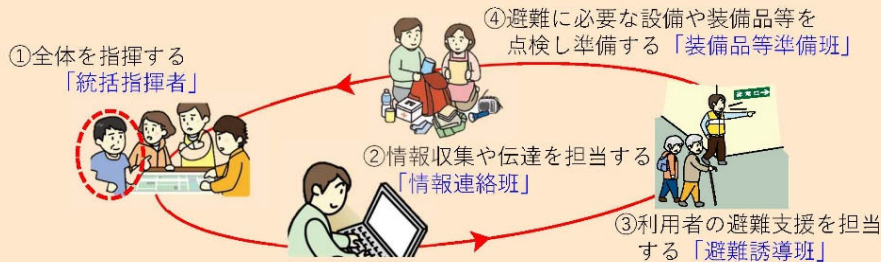 ①全体を指揮する
「統括指揮者」
②情報収集や伝達を担当する
「情報連絡班」
③利用者の避難支援を担当
する「避難誘導班」
④避難に必要な設備や装備品等を
点検し準備する「装備品等準備班」